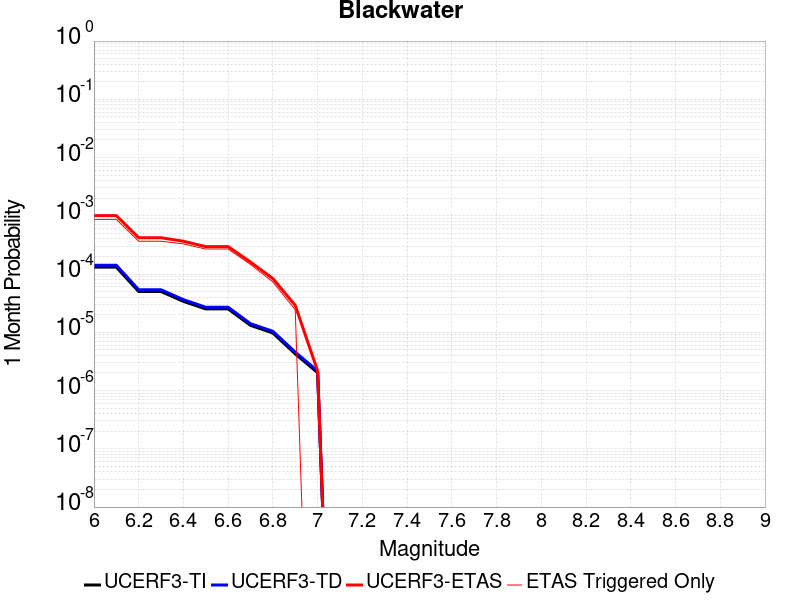 Blackwater
10^0
10^-1
10^-2
10^-3
10^-4
10^-5
10^-6
10^-7
10^-8
1 Month Probability
6 6.2 6.4 6.6 6.8 7 7.2 7.4 7.6 7.8 8 8.2 8.4 8.6 8.8 9
Magnitude
UCERF3-TI UCERF3-TD UCERF3-ETAS ETAS Triggered Only